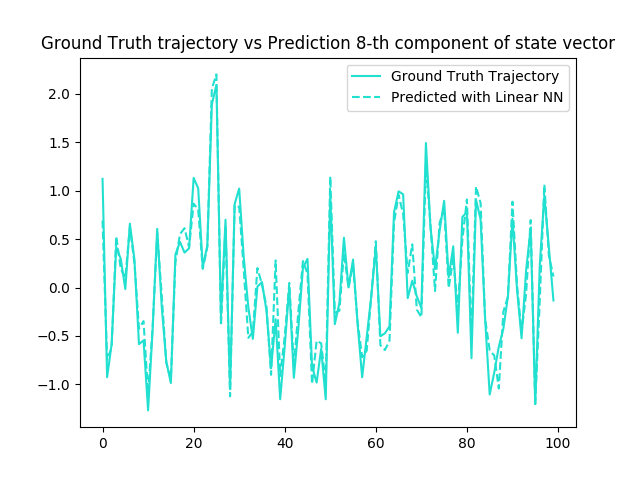 Ground Truth trajectory vs Prediction 8-th component of state vector
Ground Truth Trajectory
Predicted with Linear NN
2.0
1.5
1.0
0.5
0.0
−0.5
−1.0
0 20 40 60 80 100